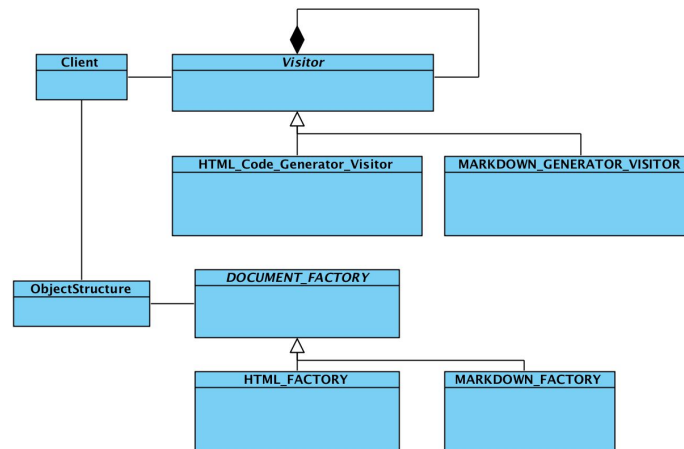 Client
Visitor
HTML_Code_Generator_Visitor
MARKDOWN_GENERATOR_VISITOR
ObjectStructure
DOCUMENT_FACTORY
HTML_FACTORY
MARKDOWN_FACTORY